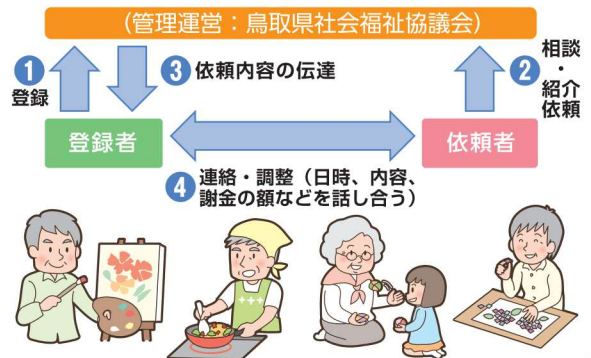 （管理運営：鳥取県社会福祉協議会）
1
登録
3 依頼内容の伝達
2
相談
・
紹介
依頼
登録者
依頼者
4 連絡・調整（日時、内容、
謝金の額などを話し合う）